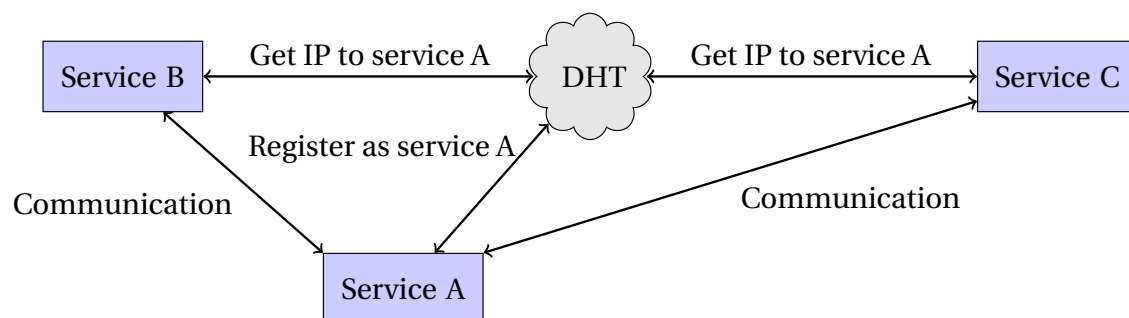 Get IP to service A
Get IP to service A
Service B
DHT
Service C
Register as service A
Communication
Communication
Service A